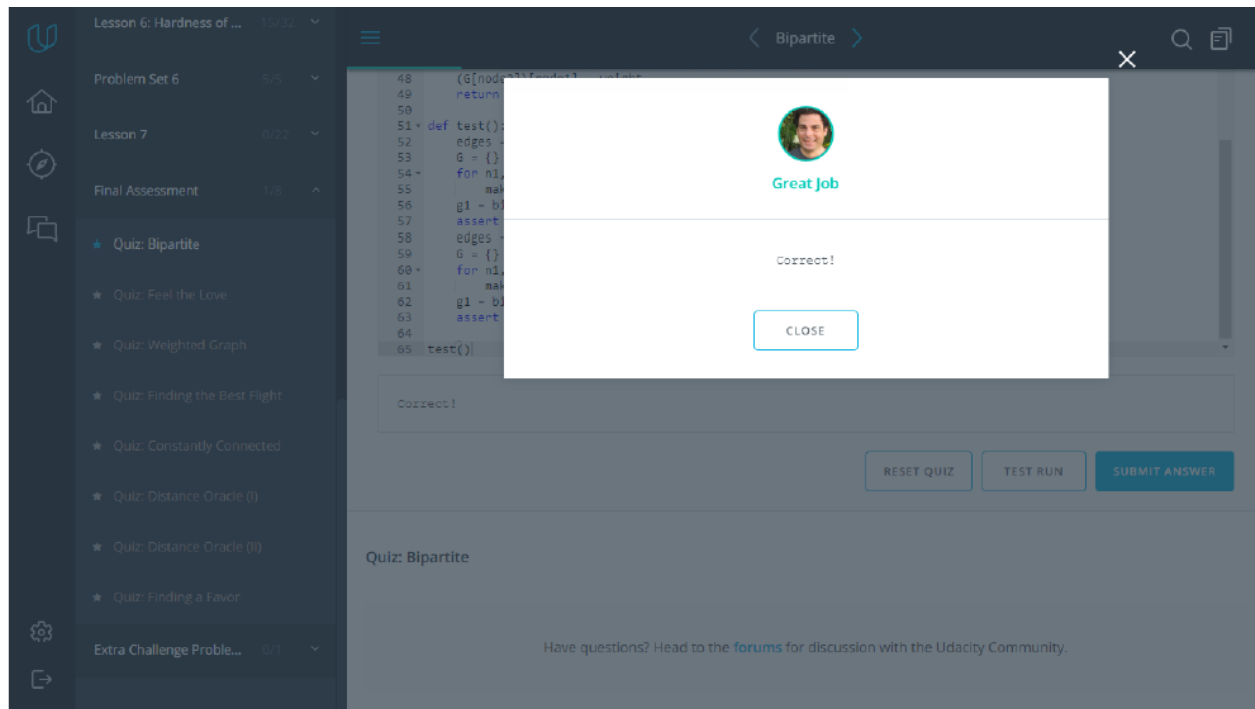 Lesson 6: Hardness of ... 15/32
Problem Set 6 5/5
Lesson 7 0/22
Final Assessment 1/8
Quiz: Bipartite
Quiz: Feel the Love
Quiz: Weighted Graph
Quiz: Finding the Best Flight
Quiz: Constantly Connected
Quiz: Distance Oracle (I)
Quiz: Distance Oracle (II)
Quiz: Finding a Favor
Extra Challenge Proble... 0/1
Bipartite
48
49 return
50
51 def test():
52 edges
53 G = {}
54 for n1,
55 mak
56 g1 = bi
57 assert
58 edges
59 G = {}
60 for n1,
61 mak
62 g1 = bi
63 assert
64
65 test()
Great Job
Correct!
CLOSE
Correct!
RESET QUIZ TEST RUN SUBMIT ANSWER
Quiz: Bipartite
Have questions? Head to the forums for discussion with the Udacity Community.